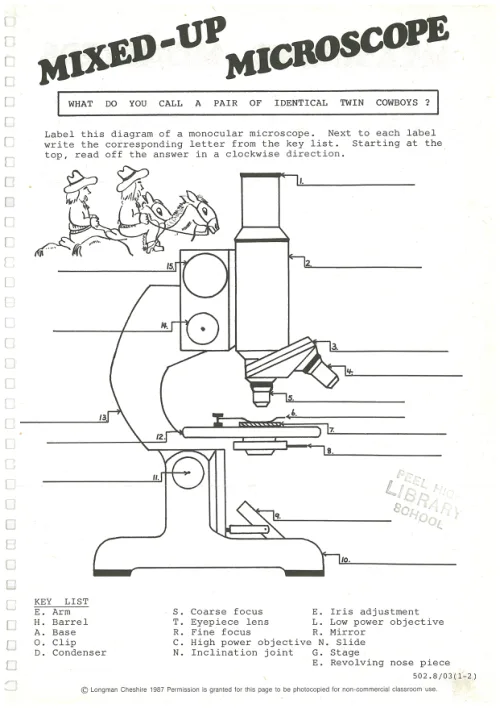 MIXED-UP MICROSCOPE
WHAT DO YOU CALL A PAIR OF IDENTICAL TWIN COWBOYS ?
Label this diagram of a monocular microscope. Next to each label
write the corresponding letter from the key list. Starting at the
top, read off the answer in a clockwise direction.
1.
2.
3.
4.
5.
6.
7.
8.
9.
10.
11.
12.
13.
14.
15.
PEEL HIGH
LIBRARY
SCHOOL
KEY LIST
E. Arm
H. Barrel
A. Base
O. Clip
D. Condenser
S. Coarse focus
T. Eyepiece lens
R. Fine focus
C. High power objective
N. Inclination joint
E. Iris adjustment
L. Low power objective
R. Mirror
N. Slide
G. Stage
E. Revolving nose piece
502.8/03(1-2)
© Longman Cheshire 1987 Permission is granted for this page to be photocopied for non-commercial classroom use.